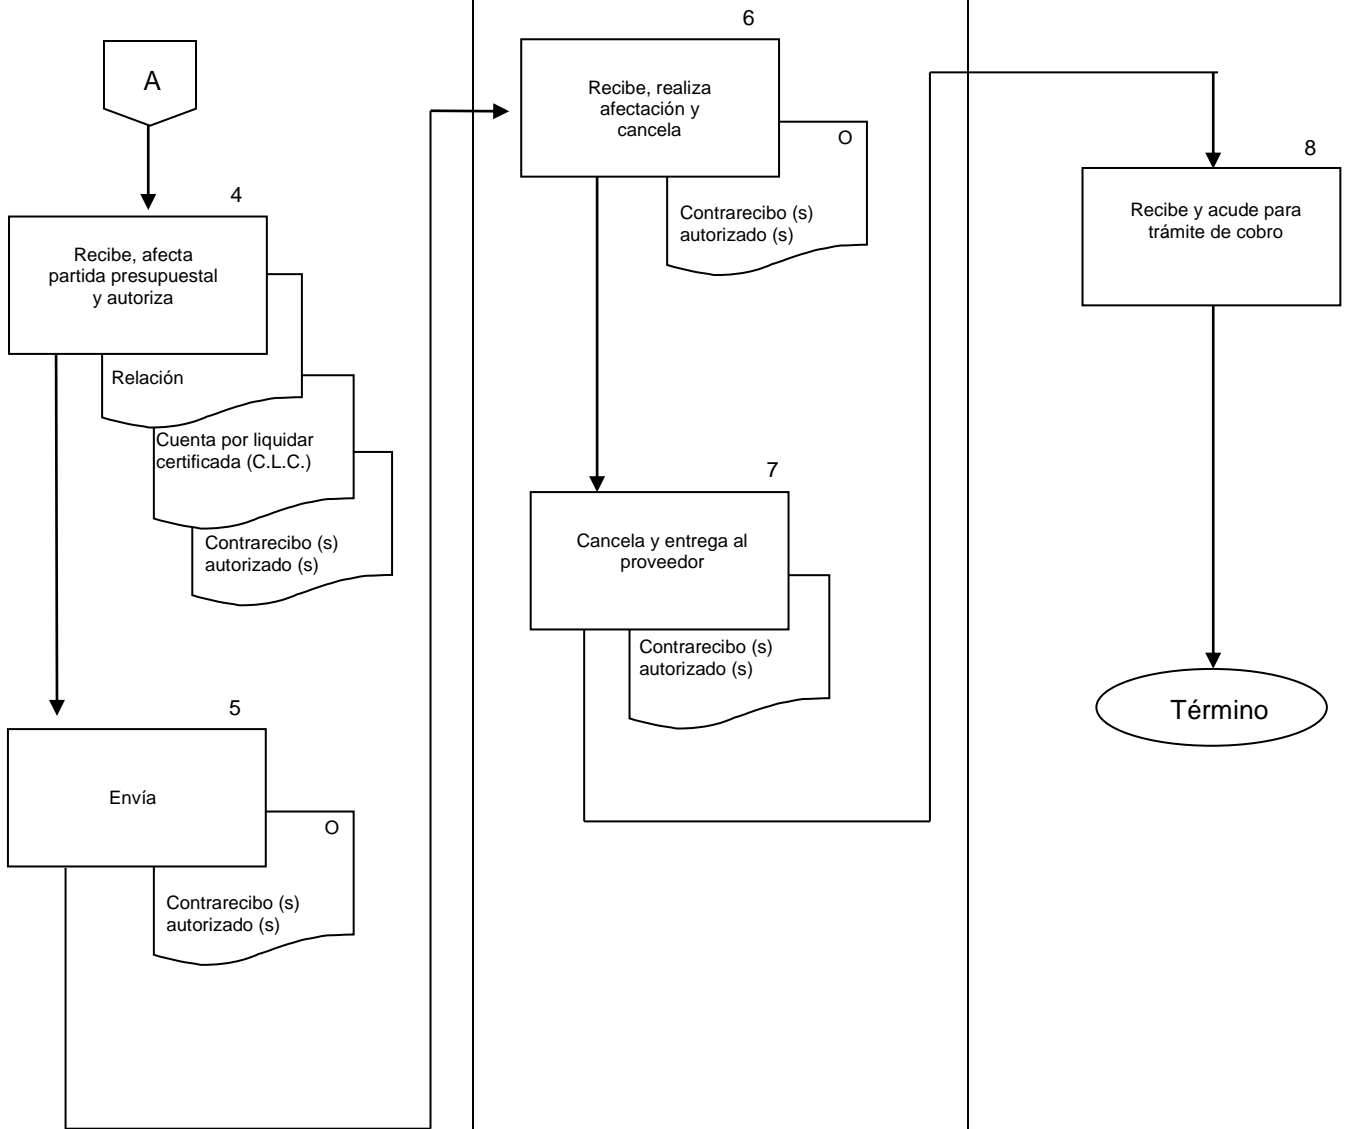 A
4
Recibe, afecta
partida presupuestal
y autoriza
Relación
Cuenta por liquidar
certificada (C.L.C.)
Contrarecibo (s)
autorizado (s)
5
Envía
O
Contrarecibo (s)
autorizado (s)
6
Recibe, realiza
afectación y
cancela
O
Contrarecibo (s)
autorizado (s)
7
Cancela y entrega al
proveedor
Contrarecibo (s)
autorizado (s)
8
Recibe y acude para
trámite de cobro
Término